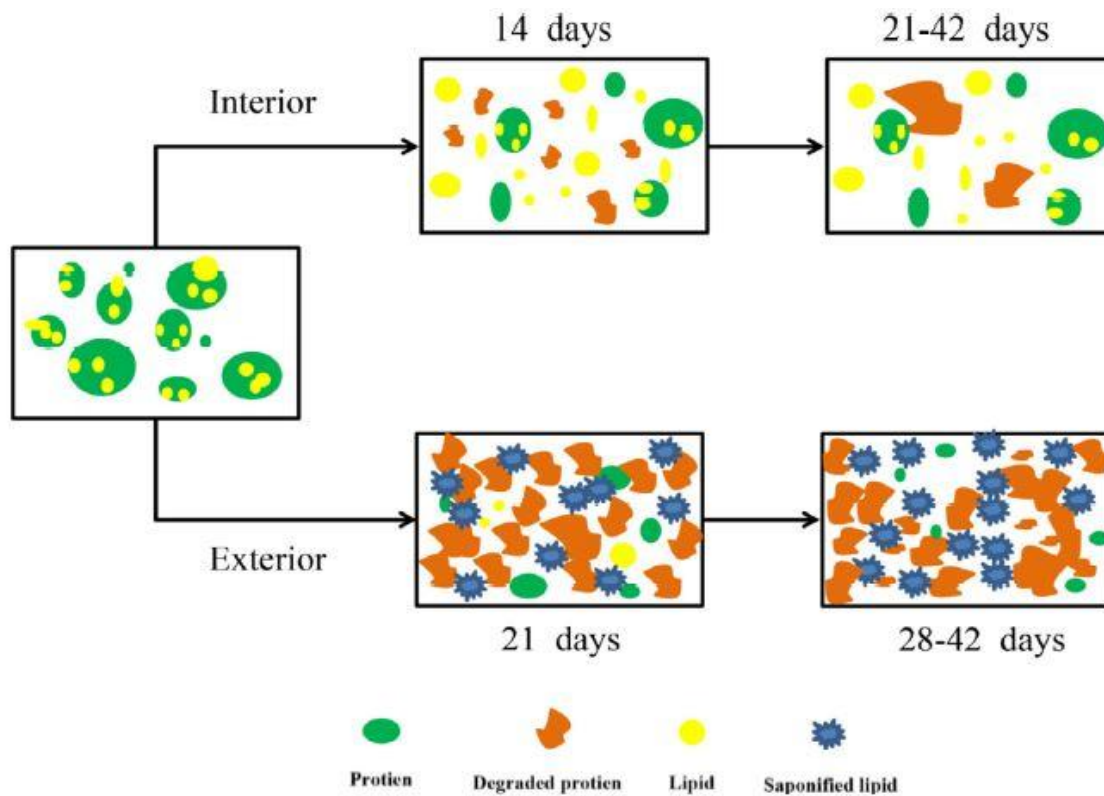 14 days
21-42 days
Interior
Exterior
21 days
28-42 days
Protien
Degraded protien
Lipid
Saponified lipid